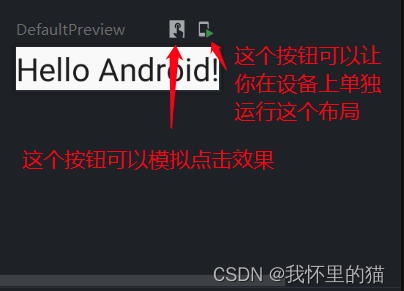 DefaultPreview
Hello Android!
这个按钮可以让
你在设备上单独
运行这个布局
这个按钮可以模拟点击效果
CSDN @我怀里的猫